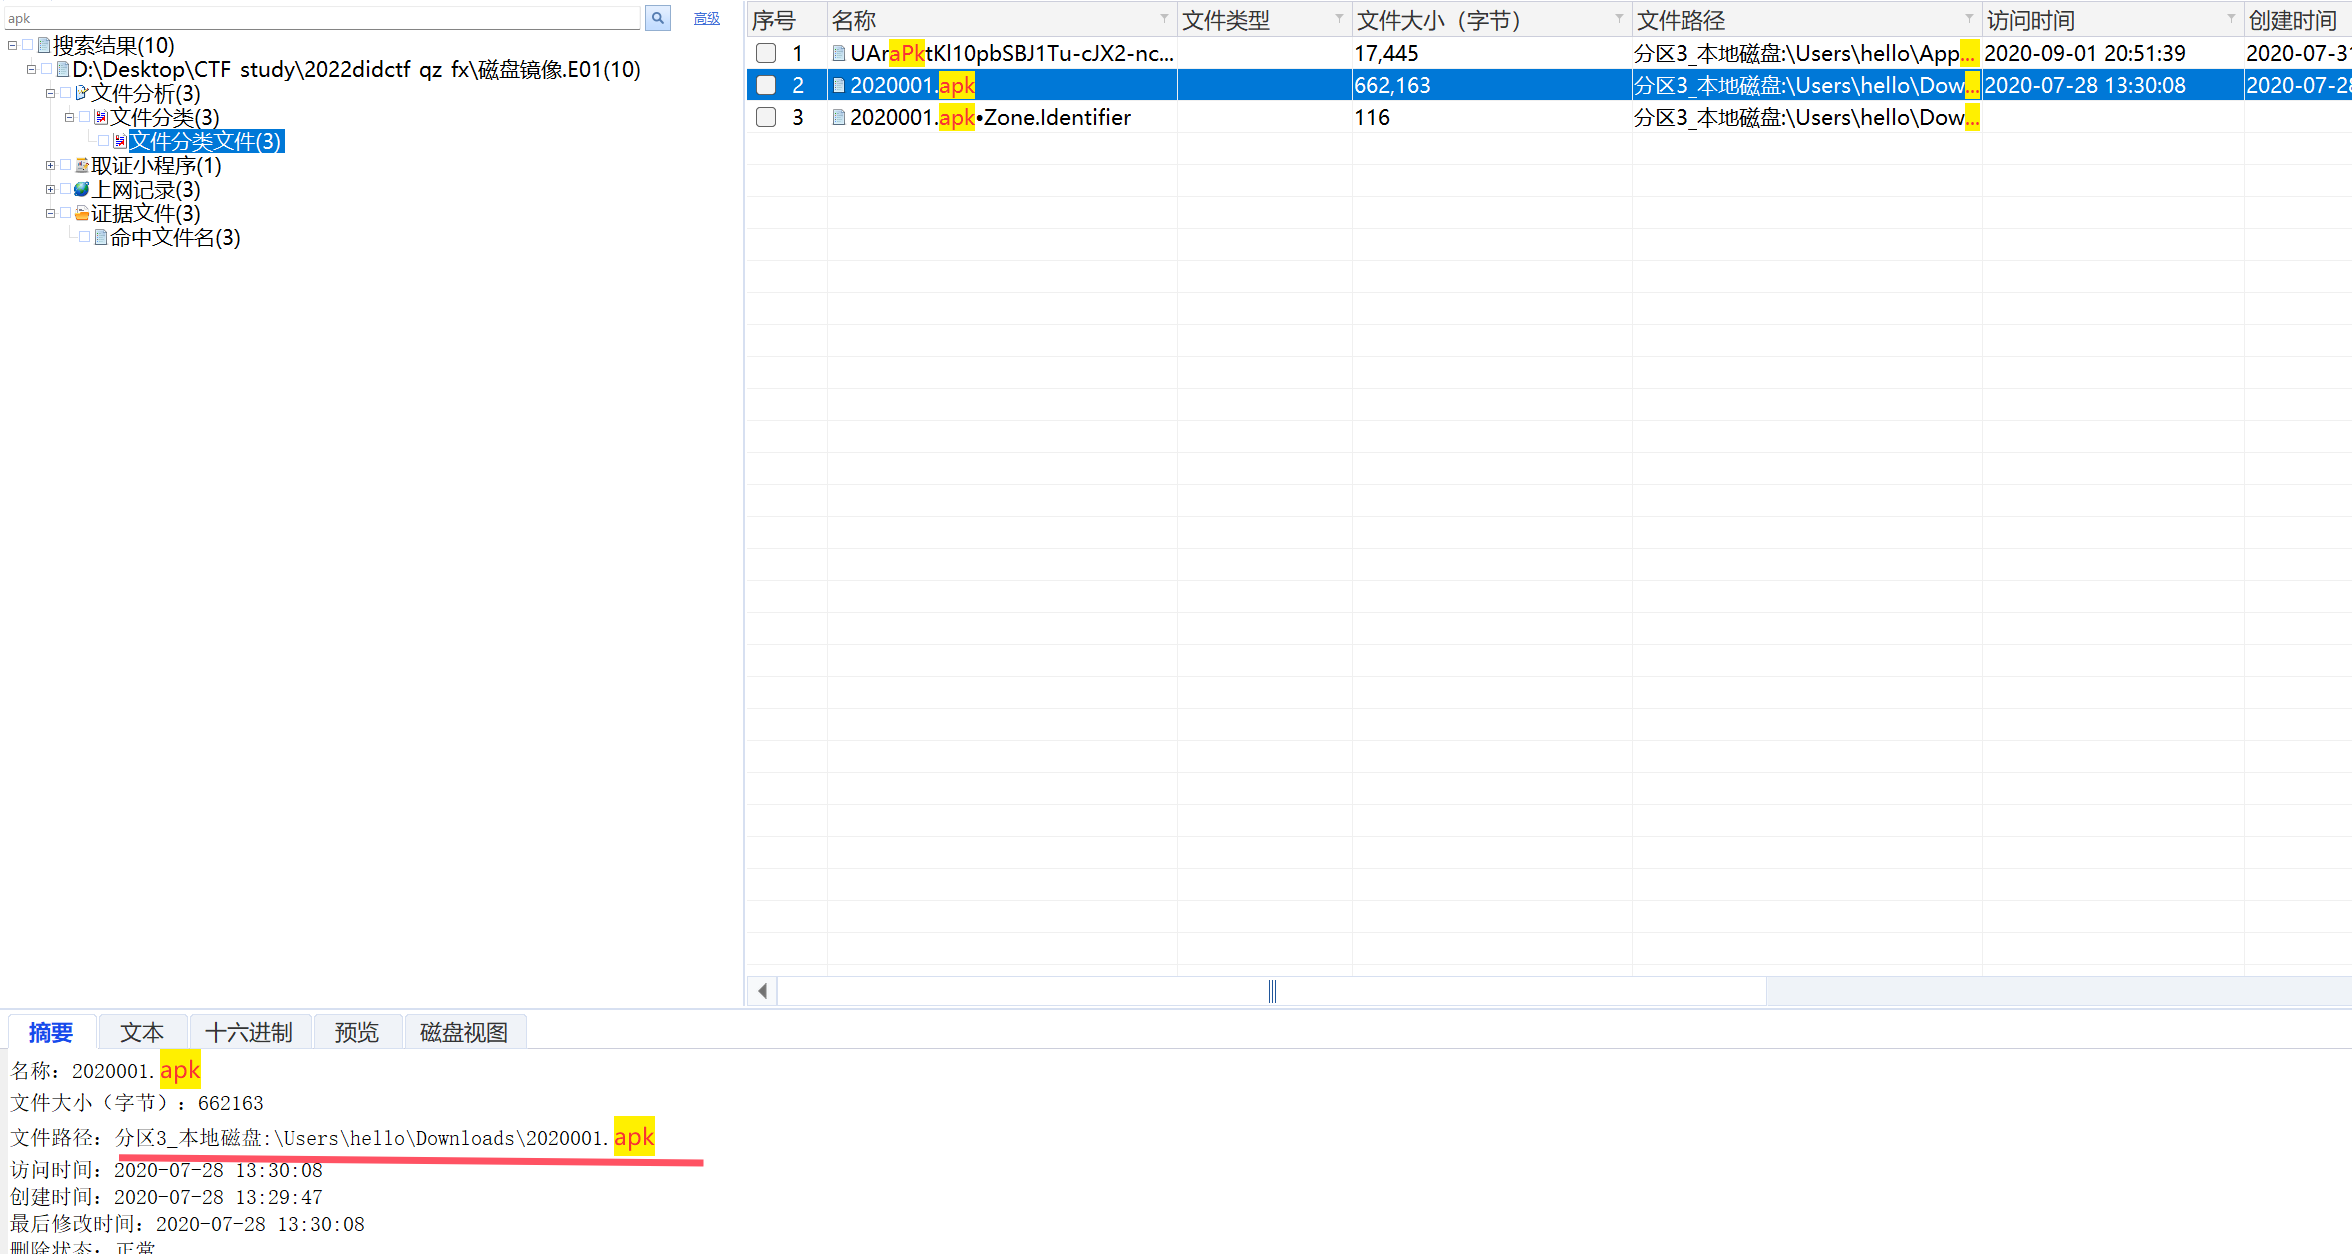 apk
高级
搜索结果(10)
D:\Desktop\CTF study\2022didctf qz fx\磁盘镜像.E01(10)
文件分析(3)
文件分类(3)
文件分类文件(3)
取证小程序(1)
上网记录(3)
证据文件(3)
命中文件名(3)
序号 名称 文件类型 文件大小（字节） 文件路径 访问时间 创建时间
1 UAraPktKl10pbSBJ1Tu-cJX2-nc... 17,445 分区3_本地磁盘:\Users\hello\App... 2020-09-01 20:51:39 2020-07-31
2 2020001.apk 662,163 分区3_本地磁盘:\Users\hello\Dow... 2020-07-28 13:30:08 2020-07-28
3 2020001.apk•Zone.Identifier 116 分区3_本地磁盘:\Users\hello\Dow...
摘要 文本 十六进制 预览 磁盘视图
名称：2020001.apk
文件大小（字节）：662163
文件路径：分区3_本地磁盘:\Users\hello\Downloads\2020001.apk
访问时间：2020-07-28 13:30:08
创建时间：2020-07-28 13:29:47
最后修改时间：2020-07-28 13:30:08
删除状态：正常